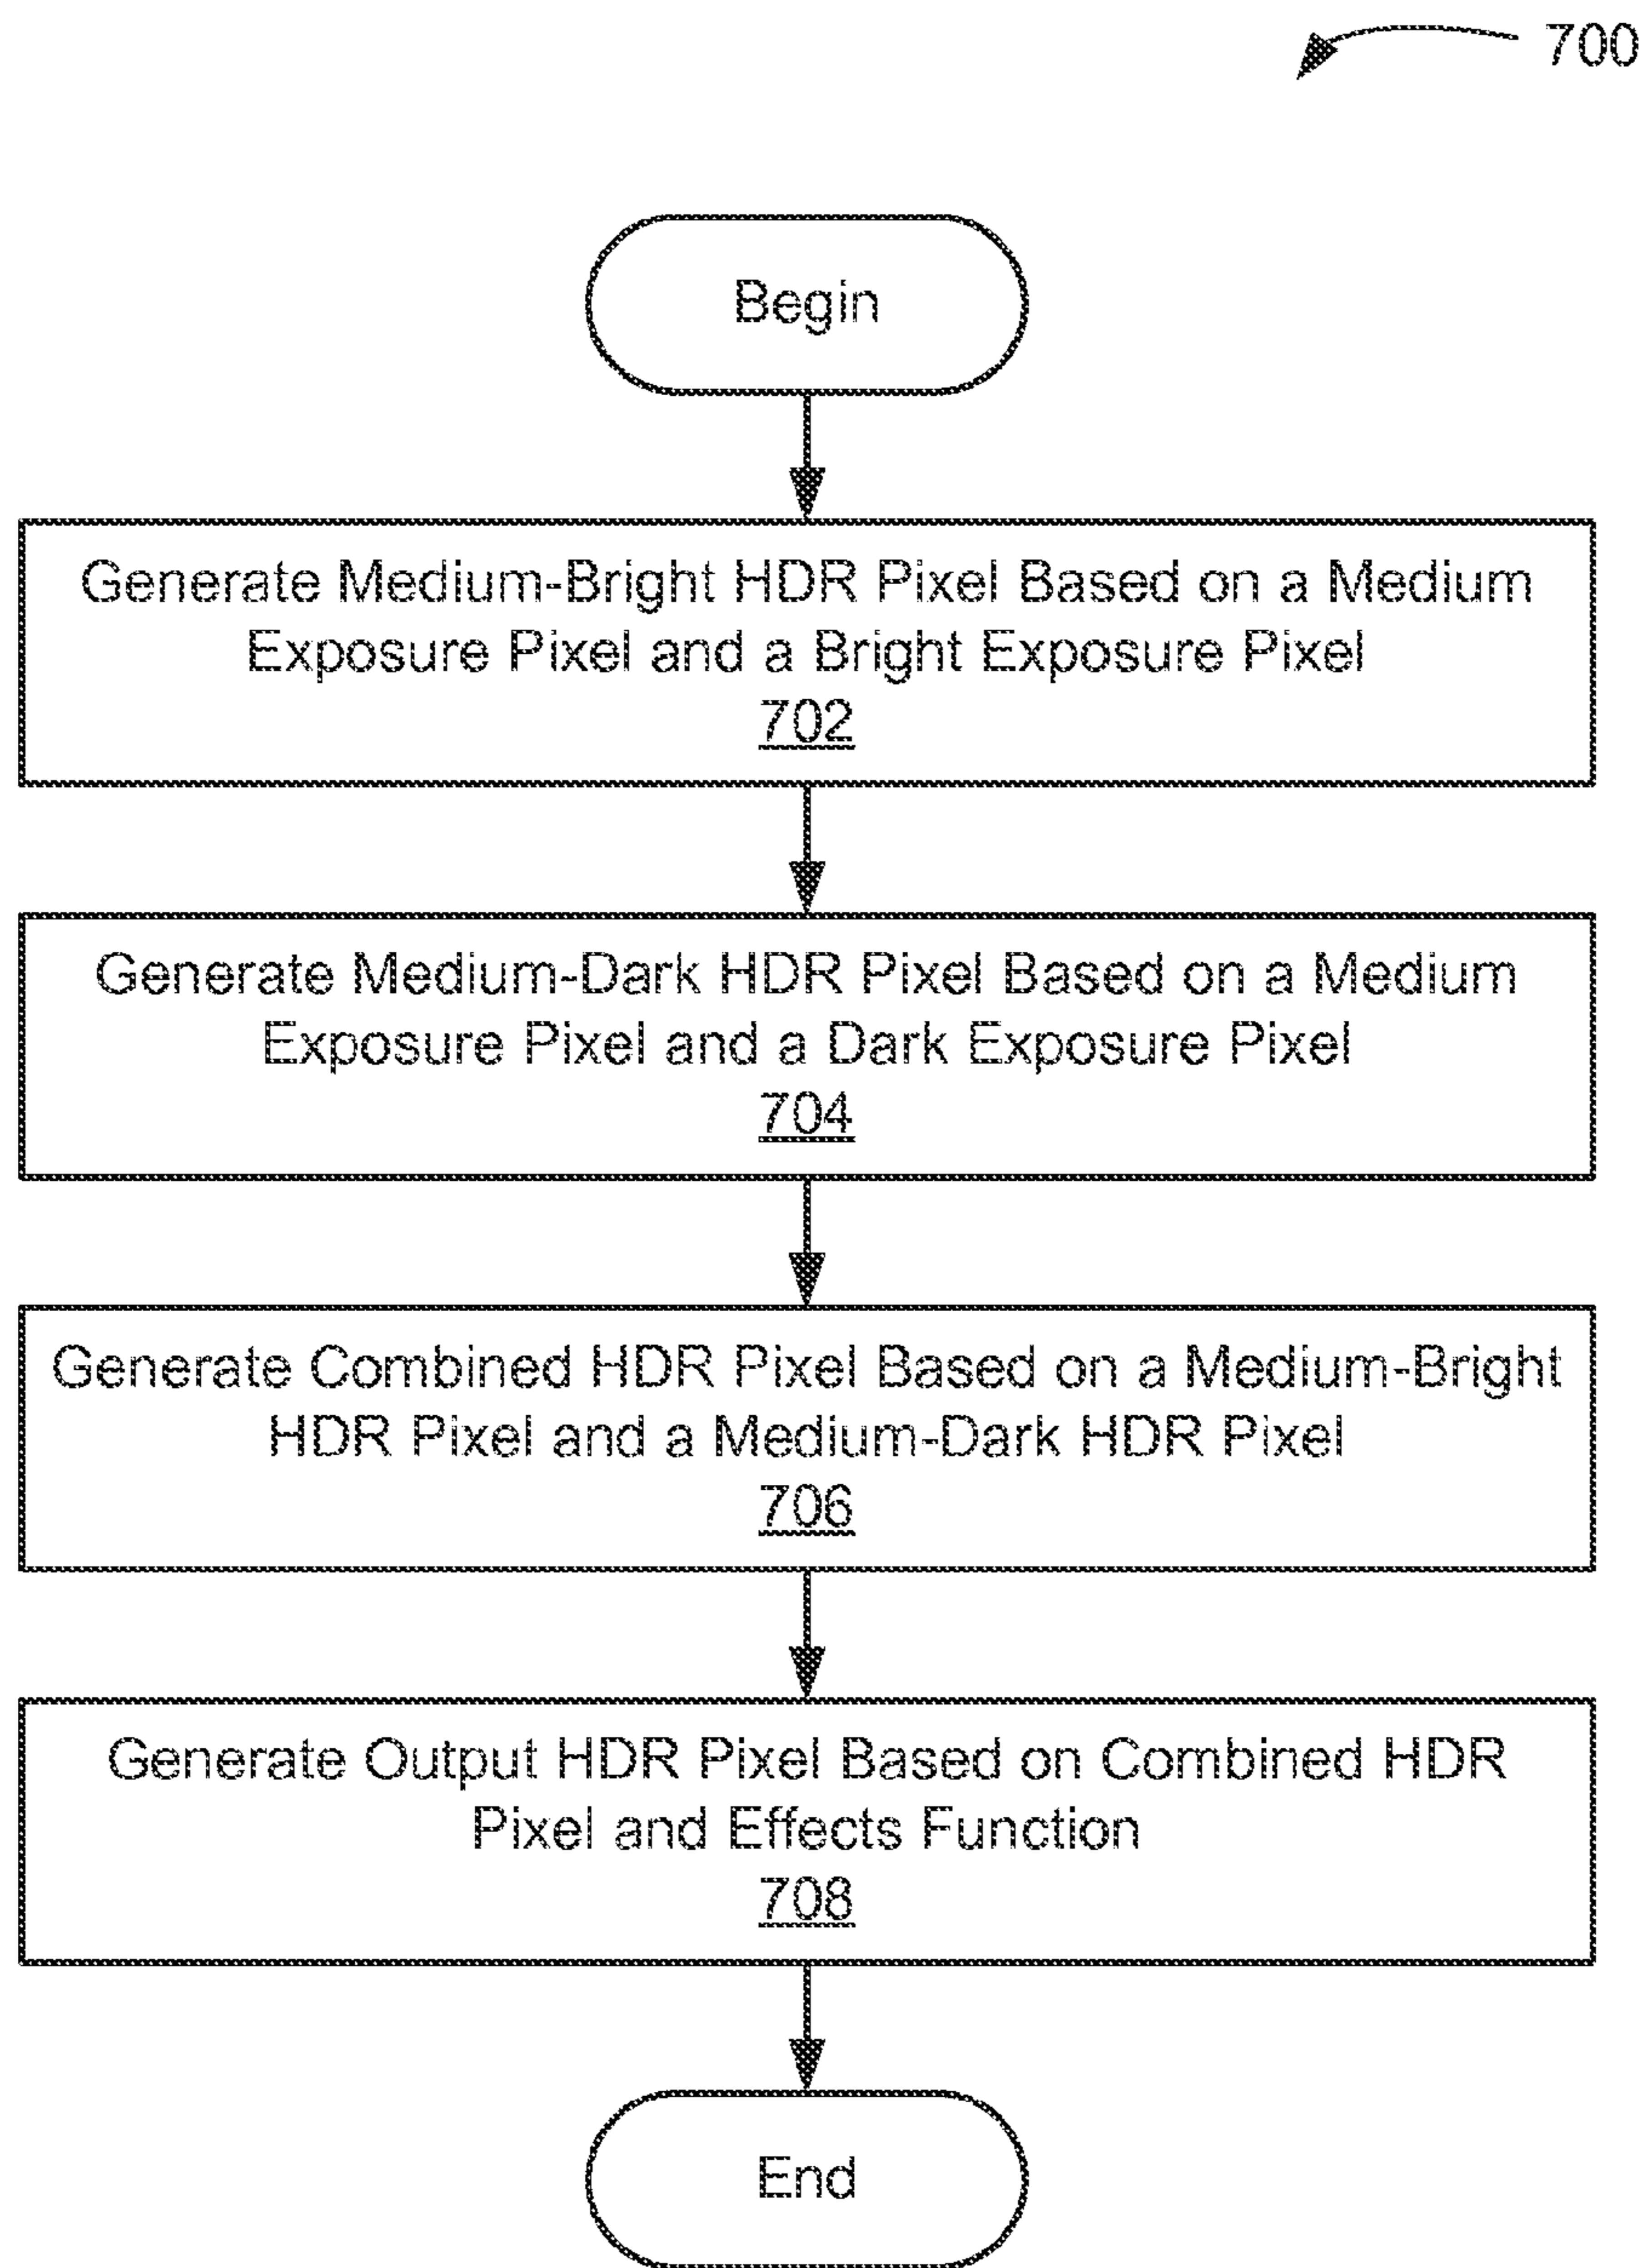 700
Begin
Generate Medium-Bright HDR Pixel Based on a Medium
Exposure Pixel and a Bright Exposure Pixel
702
Generate Medium-Dark HDR Pixel Based on a Medium
Exposure Pixel and a Dark Exposure Pixel
704
Generate Combined HDR Pixel Based on a Medium-Bright
HDR Pixel and a Medium-Dark HDR Pixel
706
Generate Output HDR Pixel Based on Combined HDR
Pixel and Effects Function
708
End